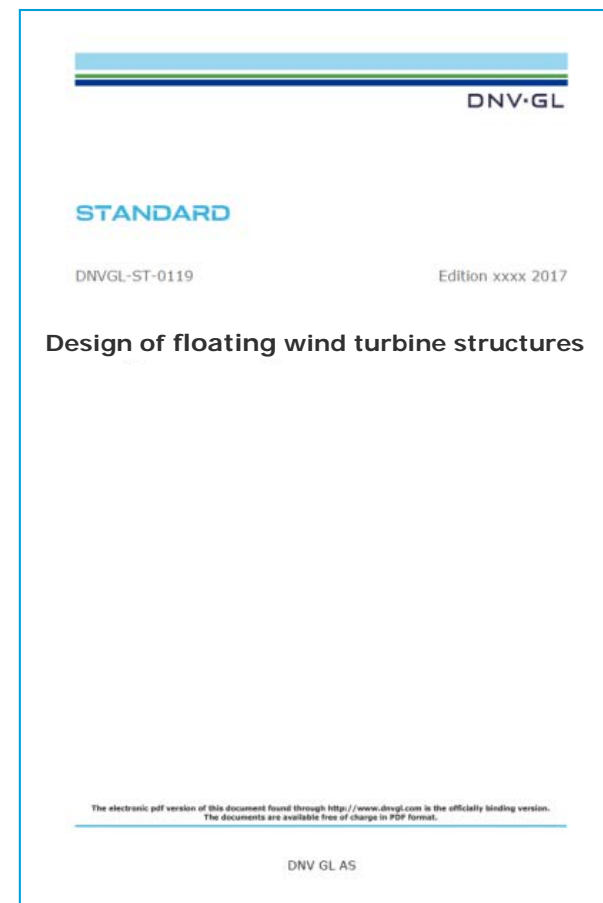 DNV·GL
STANDARD
DNVGL-ST-0119 Edition xxxx 2017
Design of floating wind turbine structures
The electronic pdf version of this document found through http://www.dnvgl.com is the officially binding version.
The documents are available free of charge in PDF format.
DNV GL AS